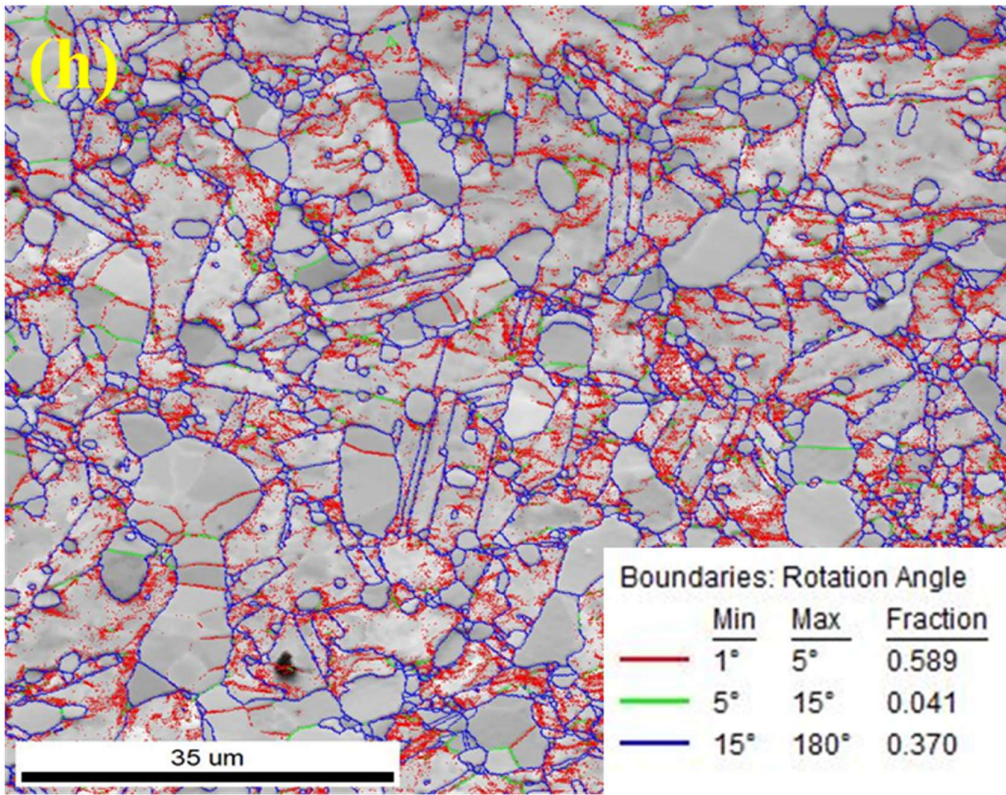 (h)
Boundaries: Rotation Angle
Min Max Fraction
1° 5° 0.589
5° 15° 0.041
15° 180° 0.370
35 um